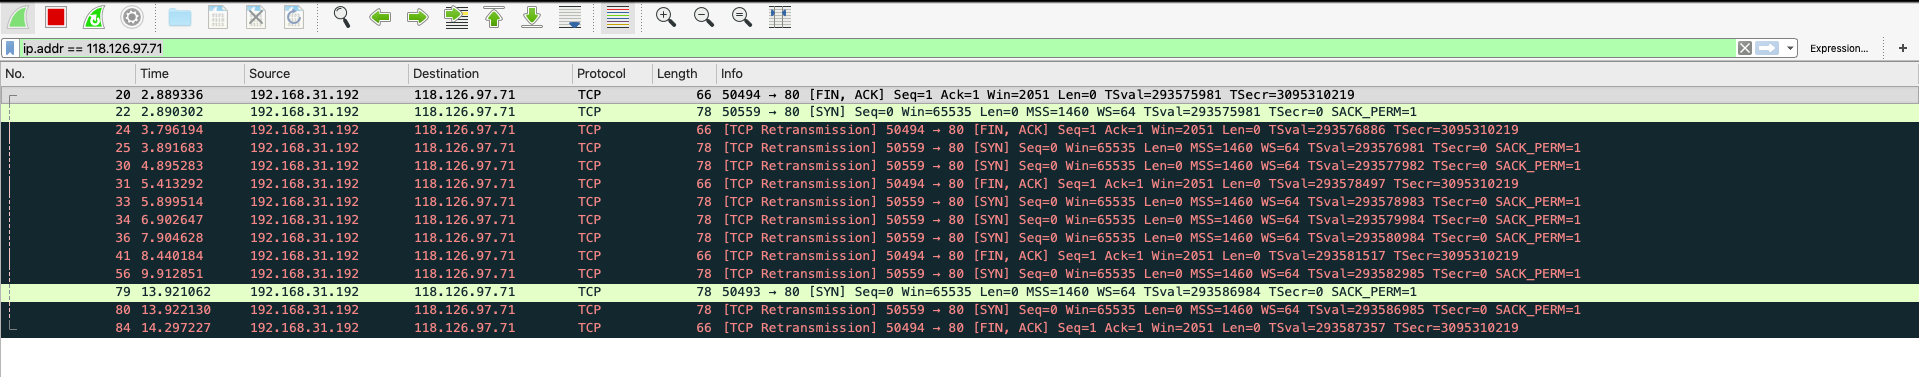 ip.addr == 118.126.97.71 Expression... +
No. Time Source Destination Protocol Length Info
20 2.889336 192.168.31.192 118.126.97.71 TCP 66 50494 → 80 [FIN, ACK] Seq=1 Ack=1 Win=2051 Len=0 TSval=293575981 TSecr=3095310219
22 2.890302 192.168.31.192 118.126.97.71 TCP 78 50559 → 80 [SYN] Seq=0 Win=65535 Len=0 MSS=1460 WS=64 TSval=293575981 TSecr=0 SACK_PERM=1
24 3.796194 192.168.31.192 118.126.97.71 TCP 66 [TCP Retransmission] 50494 → 80 [FIN, ACK] Seq=1 Ack=1 Win=2051 Len=0 TSval=293576886 TSecr=3095310219
25 3.891683 192.168.31.192 118.126.97.71 TCP 78 [TCP Retransmission] 50559 → 80 [SYN] Seq=0 Win=65535 Len=0 MSS=1460 WS=64 TSval=293576981 TSecr=0 SACK_PERM=1
30 4.895283 192.168.31.192 118.126.97.71 TCP 78 [TCP Retransmission] 50559 → 80 [SYN] Seq=0 Win=65535 Len=0 MSS=1460 WS=64 TSval=293577982 TSecr=0 SACK_PERM=1
31 5.413292 192.168.31.192 118.126.97.71 TCP 66 [TCP Retransmission] 50494 → 80 [FIN, ACK] Seq=1 Ack=1 Win=2051 Len=0 TSval=293578497 TSecr=3095310219
33 5.899514 192.168.31.192 118.126.97.71 TCP 78 [TCP Retransmission] 50559 → 80 [SYN] Seq=0 Win=65535 Len=0 MSS=1460 WS=64 TSval=293578983 TSecr=0 SACK_PERM=1
34 6.902647 192.168.31.192 118.126.97.71 TCP 78 [TCP Retransmission] 50559 → 80 [SYN] Seq=0 Win=65535 Len=0 MSS=1460 WS=64 TSval=293579984 TSecr=0 SACK_PERM=1
36 7.904628 192.168.31.192 118.126.97.71 TCP 78 [TCP Retransmission] 50559 → 80 [SYN] Seq=0 Win=65535 Len=0 MSS=1460 WS=64 TSval=293580984 TSecr=0 SACK_PERM=1
41 8.440184 192.168.31.192 118.126.97.71 TCP 66 [TCP Retransmission] 50494 → 80 [FIN, ACK] Seq=1 Ack=1 Win=2051 Len=0 TSval=293581517 TSecr=3095310219
56 9.912851 192.168.31.192 118.126.97.71 TCP 78 [TCP Retransmission] 50559 → 80 [SYN] Seq=0 Win=65535 Len=0 MSS=1460 WS=64 TSval=293582985 TSecr=0 SACK_PERM=1
79 13.921062 192.168.31.192 118.126.97.71 TCP 78 50493 → 80 [SYN] Seq=0 Win=65535 Len=0 MSS=1460 WS=64 TSval=293586984 TSecr=0 SACK_PERM=1
80 13.922130 192.168.31.192 118.126.97.71 TCP 78 [TCP Retransmission] 50559 → 80 [SYN] Seq=0 Win=65535 Len=0 MSS=1460 WS=64 TSval=293586985 TSecr=0 SACK_PERM=1
84 14.297227 192.168.31.192 118.126.97.71 TCP 66 [TCP Retransmission] 50494 → 80 [FIN, ACK] Seq=1 Ack=1 Win=2051 Len=0 TSval=293587357 TSecr=3095310219